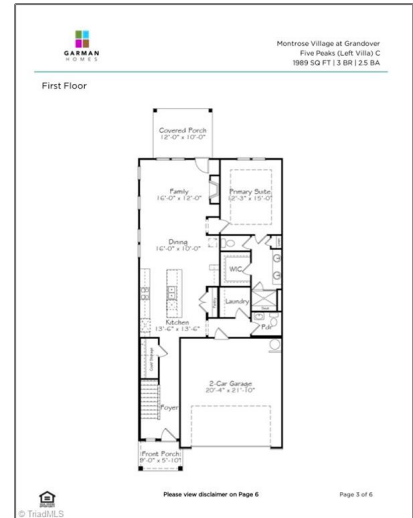 GARMAN
HOMES
Montrose Village at Grandover
Five Peaks (Left Villa) C
1989 SQ FT | 3 BR | 2.5 BA
First Floor
Covered Porch
12'-0" x 10'-0"
Family
16'-0" x 12'-0"
Primary Suite
12'-3" x 15'-0"
Dining
16'-0" x 10'-0"
WIC
Laundry
Kitchen
13'-6" x 13'-6"
Pdr
2-Car Garage
20'-4" x 21'-10"
Foyer
Front Porch
8'-0" x 5'-10"
Please view disclaimer on Page 6
Page 3 of 6
© TriadMLS